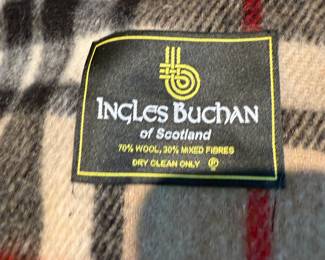 INGLES BUCHAN
of Scotland
70% WOOL, 30% MIXED FIBRES
DRY CLEAN ONLY Ⓟ